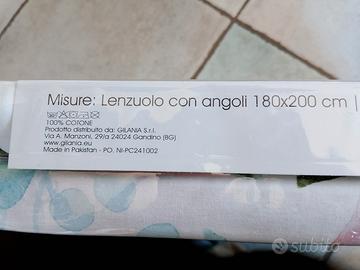 Misure: Lenzuolo con angoli 180x200 cm |
100% COTONE
Prodotto distribuito da: GILANIA S.r.l.
Via A. Manzoni, 29/a 24024 Gandino (BG)
www.gilania.eu
Made in Pakistan - PO. NI-PC241002
subito